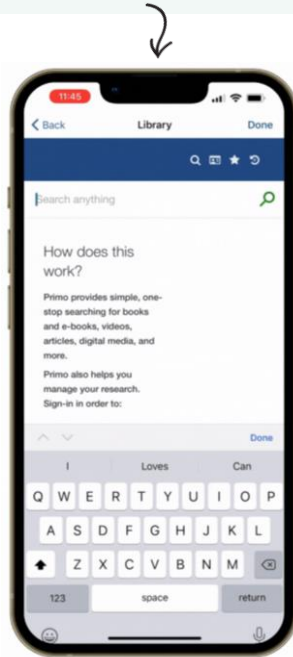 11:45
Back Library Done
Search anything
How does this
work?
Primo provides simple, one-
stop searching for books
and e-books, videos,
articles, digital media, and
more.
Primo also helps you
manage your research.
Sign-in in order to:
Done
I Loves Can
Q W E R T Y U I O P
A S D F G H J K L
Z X C V B N M
123 space return